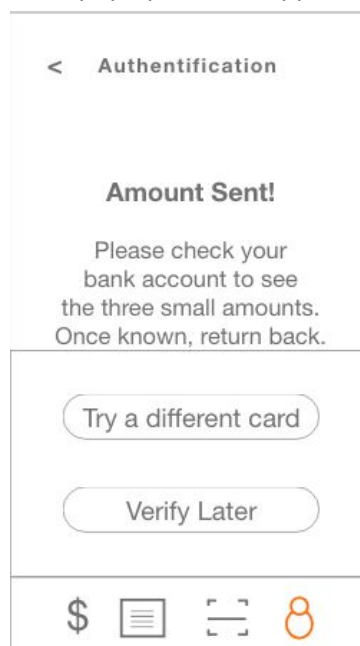 < Authentification
Amount Sent!
Please check your
bank account to see
the three small amounts.
Once known, return back.
Try a different card
Verify Later
$